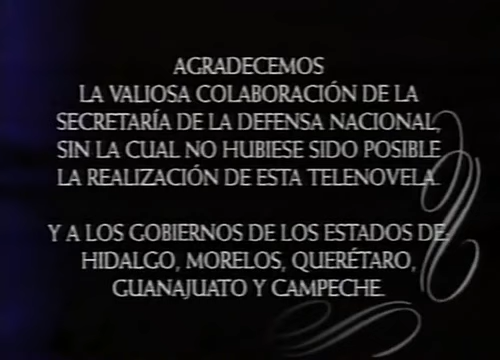 AGRADECEMOS
LA VALIOSA COLABORACIÓN DE LA
SECRETARÍA DE LA DEFENSA NACIONAL,
SIN LA CUAL NO HUBIESE SIDO POSIBLE
LA REALIZACIÓN DE ESTA TELENOVELA.
Y A LOS GOBIERNOS DE LOS ESTADOS DE
HIDALGO, MORELOS, QUERÉTARO,
GUANAJUATO Y CAMPECHE.